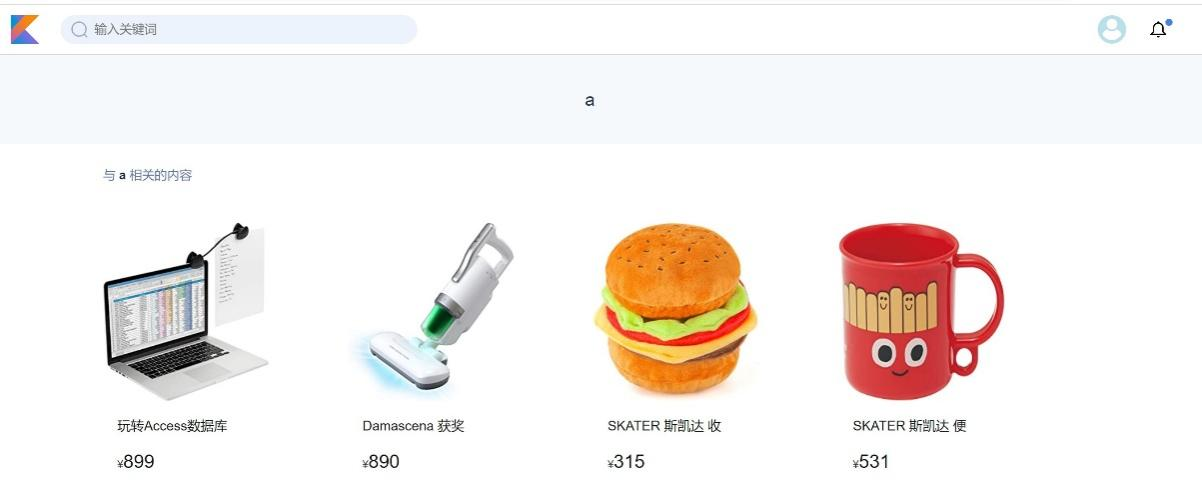 输入关键词
a
与 a 相关的内容
玩转Access数据库
Damascena 获奖
SKATER 斯凯达 收
SKATER 斯凯达 便
¥899
¥890
¥315
¥531